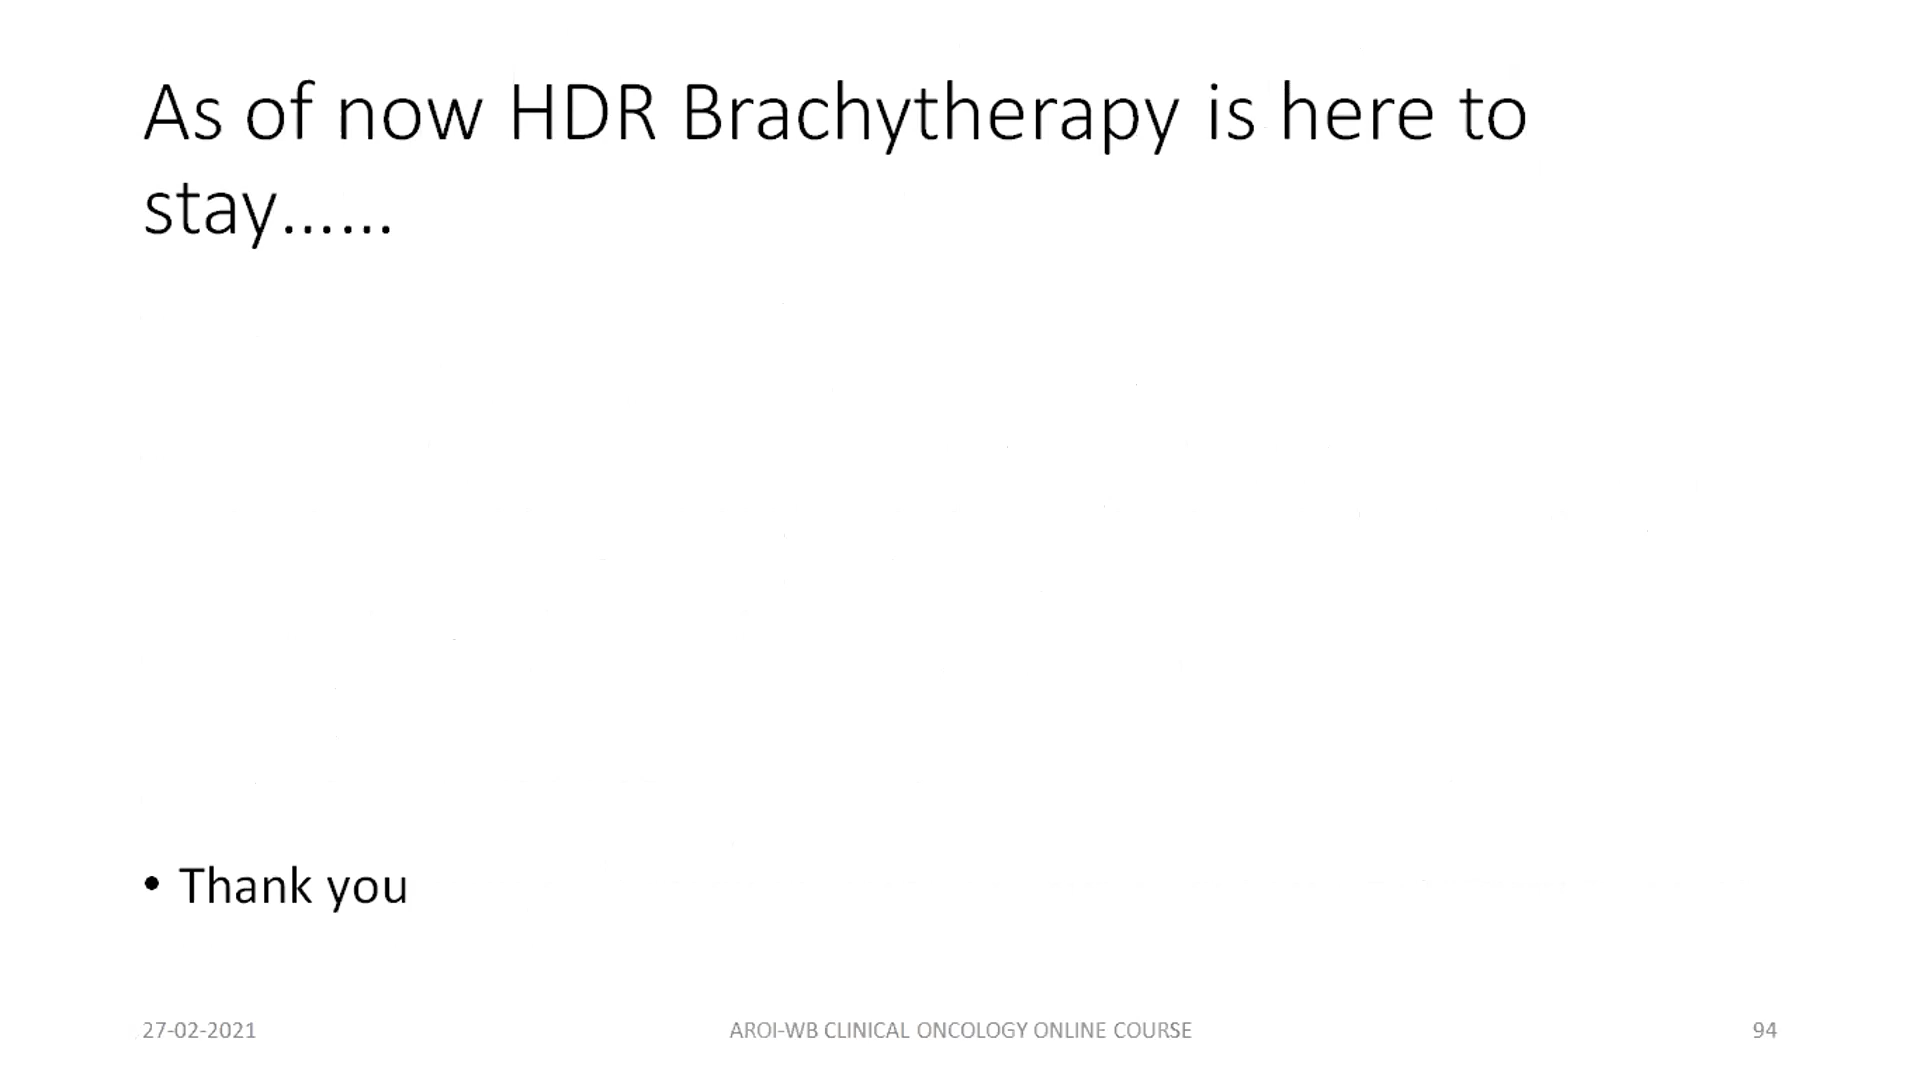 As of now HDR Brachytherapy is here to
stay……
• Thank you
27-02-2021
AROI-WB CLINICAL ONCOLOGY ONLINE COURSE
94